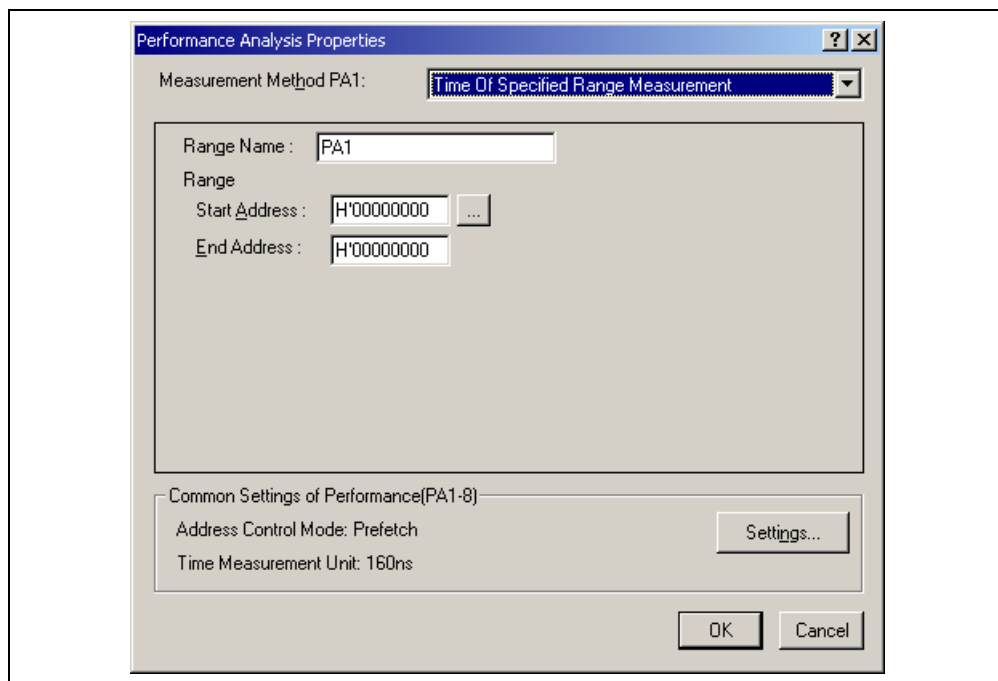 Performance Analysis Properties
Measurement Method PA1: Time Of Specified Range Measurement
Range Name : PA1
Range
Start Address : H'00000000 ...
End Address : H'00000000
Common Settings of Performance(PA1-8)
Address Control Mode: Prefetch
Settings...
Time Measurement Unit: 160ns
OK Cancel